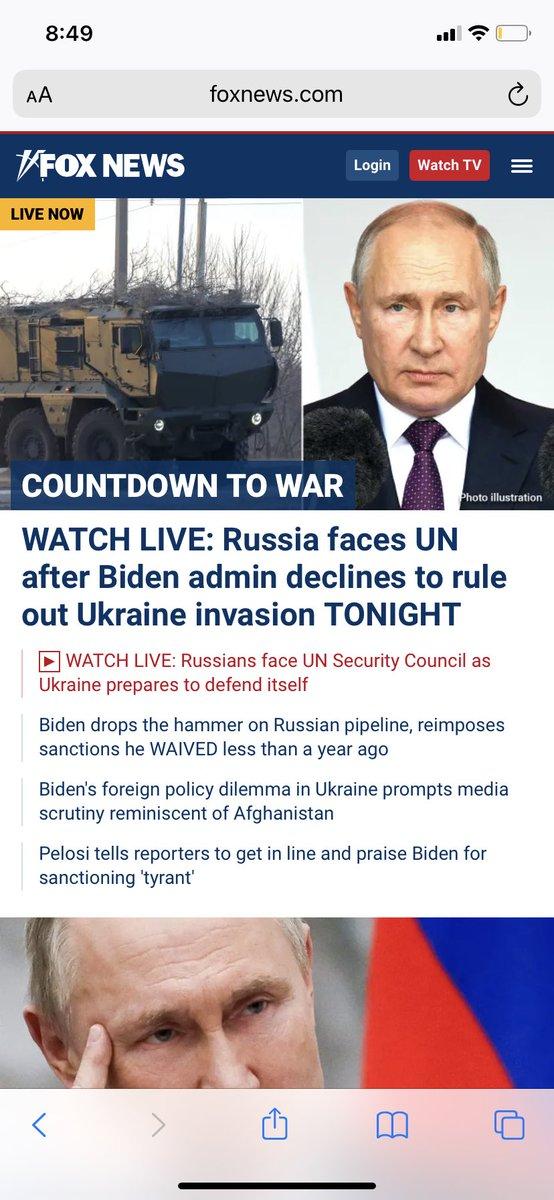 8:49
AA
foxnews.com
FOX NEWS
Login
Watch TV
LIVE NOW
COUNTDOWN TO WAR
Photo illustration
WATCH LIVE: Russia faces UN
after Biden admin declines to rule
out Ukraine invasion TONIGHT
WATCH LIVE: Russians face UN Security Council as
Ukraine prepares to defend itself
Biden drops the hammer on Russian pipeline, reimposes
sanctions he WAIVED less than a year ago
Biden's foreign policy dilemma in Ukraine prompts media
scrutiny reminiscent of Afghanistan
Pelosi tells reporters to get in line and praise Biden for
sanctioning 'tyrant'